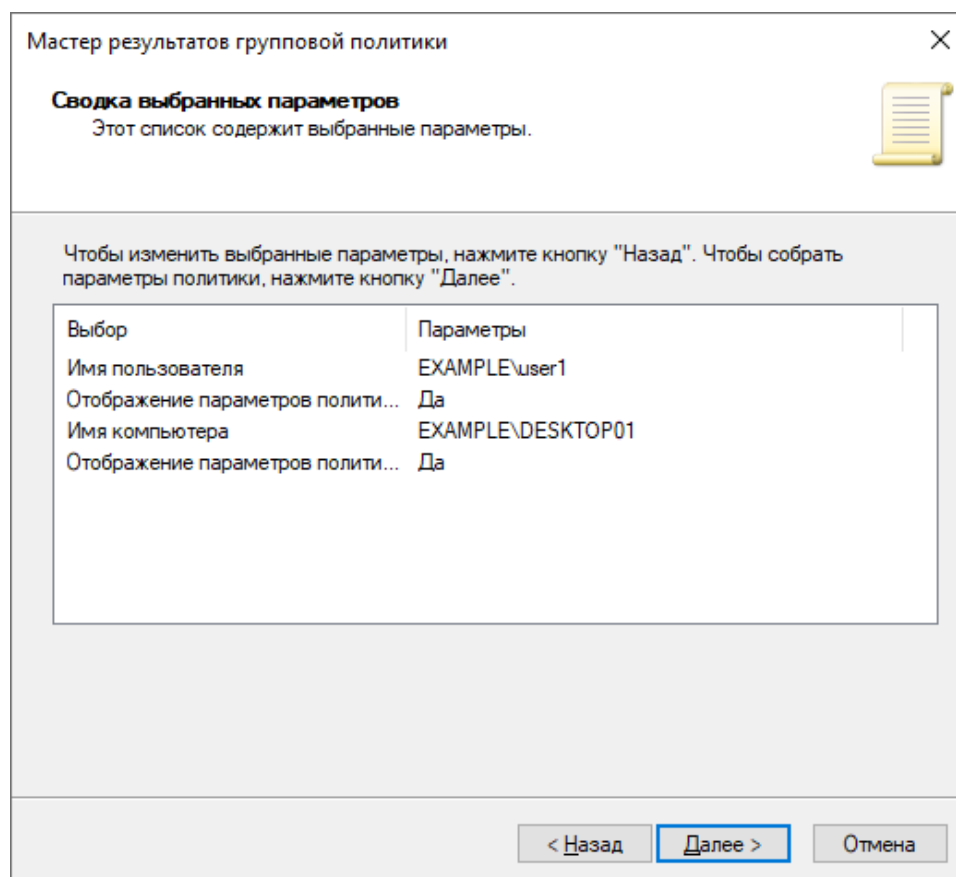 Мастер результатов групповой политики
Сводка выбранных параметров
Этот список содержит выбранные параметры.
Чтобы изменить выбранные параметры, нажмите кнопку "Назад". Чтобы собрать
параметры политики, нажмите кнопку "Далее".
Выбор Параметры
Имя пользователя EXAMPLE\user1
Отображение параметров полити... Да
Имя компьютера EXAMPLE\DESKTOP01
Отображение параметров полити... Да
< Назад Далее > Отмена